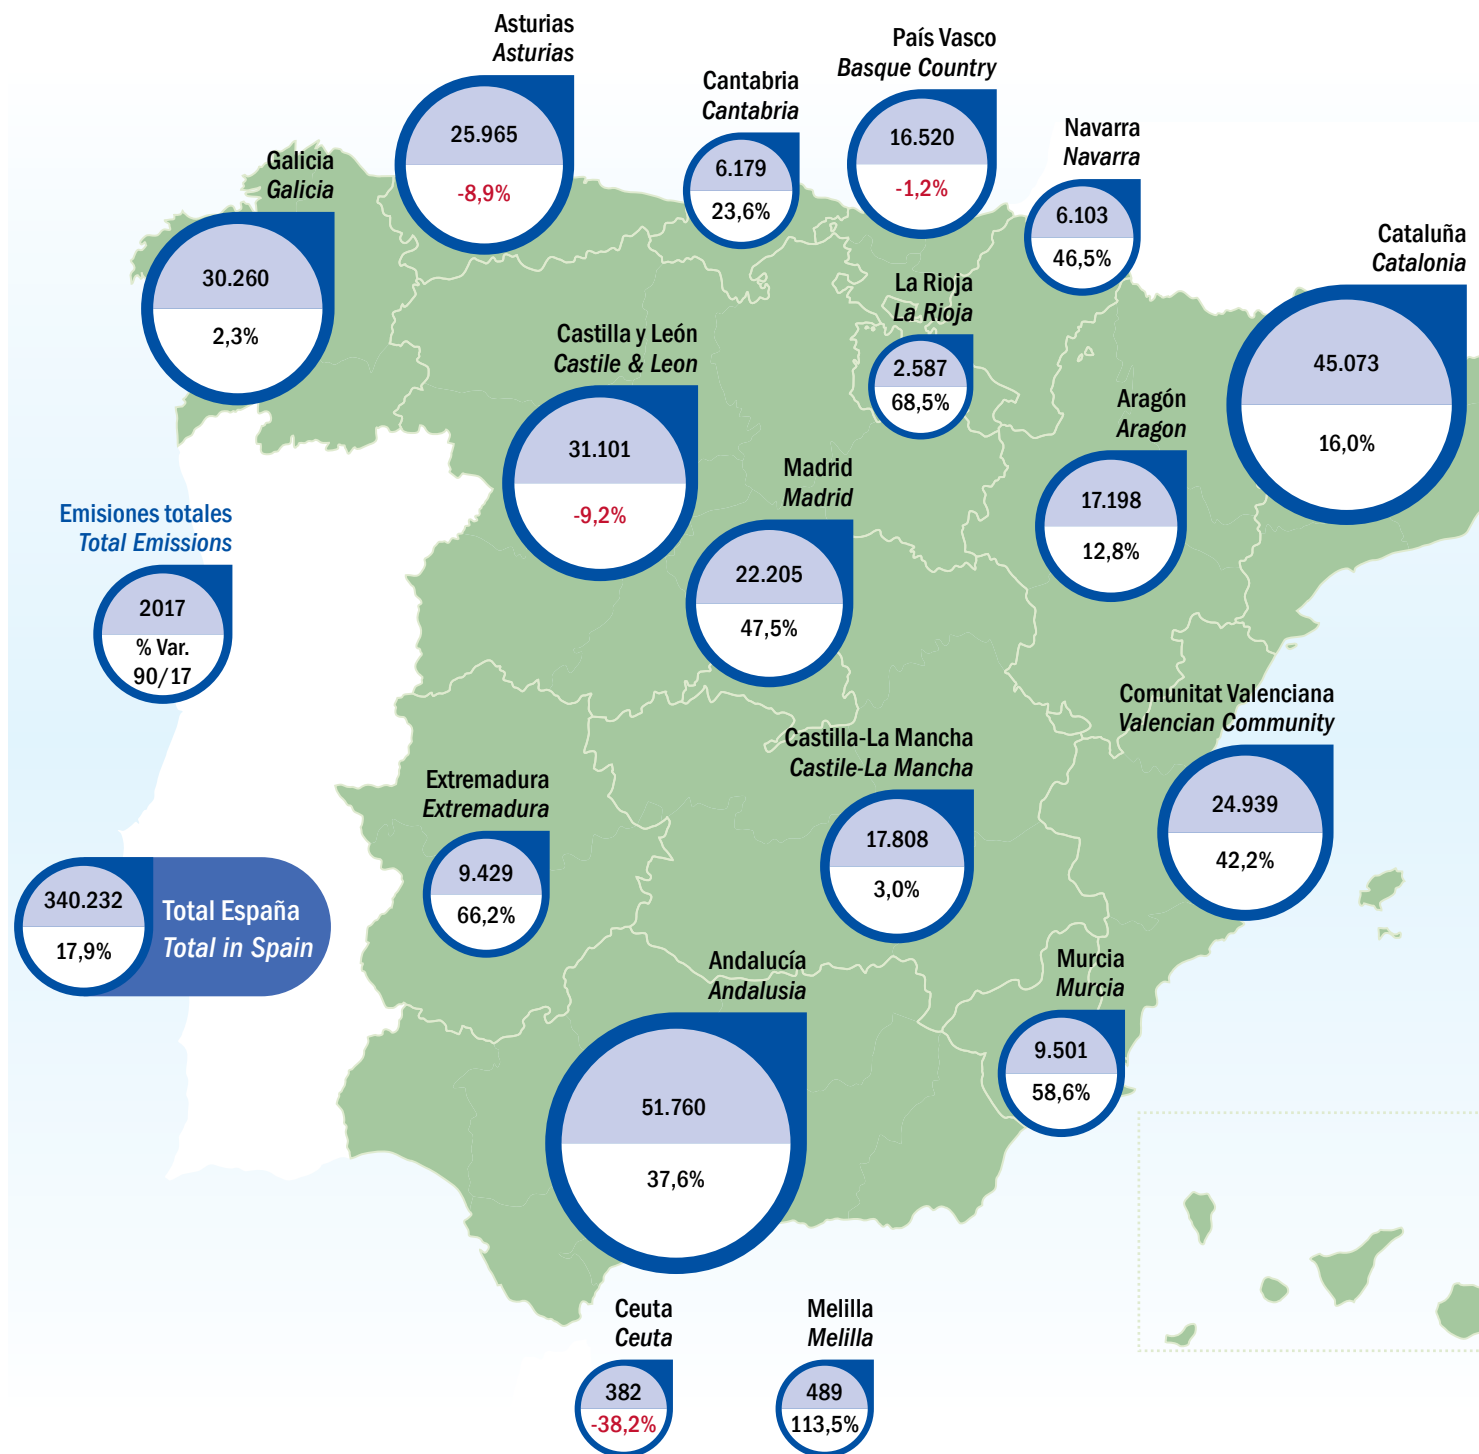 Asturias
Asturias
25.965
-8,9%
País Vasco
Basque Country
16.520
-1,2%
Cantabria
Cantabria
6.179
23,6%
Navarra
Navarra
6.103
46,5%
Galicia
Galicia
30.260
2,3%
Cataluña
Catalonia
45.073
16,0%
La Rioja
La Rioja
2.587
68,5%
Castilla y León
Castile & Leon
31.101
-9,2%
Aragón
Aragon
17.198
12,8%
Madrid
Madrid
22.205
47,5%
Emisiones totales
Total Emissions
2017
% Var.
90/17
Comunitat Valenciana
Valencian Community
24.939
42,2%
Castilla-La Mancha
Castile-La Mancha
17.808
3,0%
Extremadura
Extremadura
9.429
66,2%
340.232
17,9%
Total España
Total in Spain
Andalucía
Andalusia
51.760
37,6%
Murcia
Murcia
9.501
58,6%
Ceuta
Ceuta
382
-38,2%
Melilla
Melilla
489
113,5%